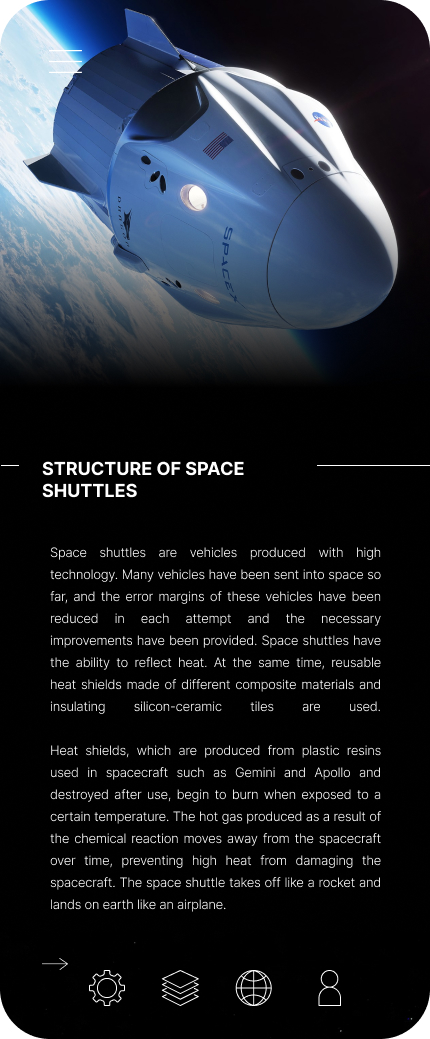 SPACEX
STRUCTURE OF SPACE
SHUTTLES
Space shuttles are vehicles produced with high
technology. Many vehicles have been sent into space so
far, and the error margins of these vehicles have been
reduced in each attempt and the necessary
improvements have been provided. Space shuttles have
the ability to reflect heat. At the same time, reusable
heat shields made of different composite materials and
insulating silicon-ceramic tiles are used.
Heat shields, which are produced from plastic resins
used in spacecraft such as Gemini and Apollo and
destroyed after use, begin to burn when exposed to a
certain temperature. The hot gas produced as a result of
the chemical reaction moves away from the spacecraft
over time, preventing high heat from damaging the
spacecraft. The space shuttle takes off like a rocket and
lands on earth like an airplane.